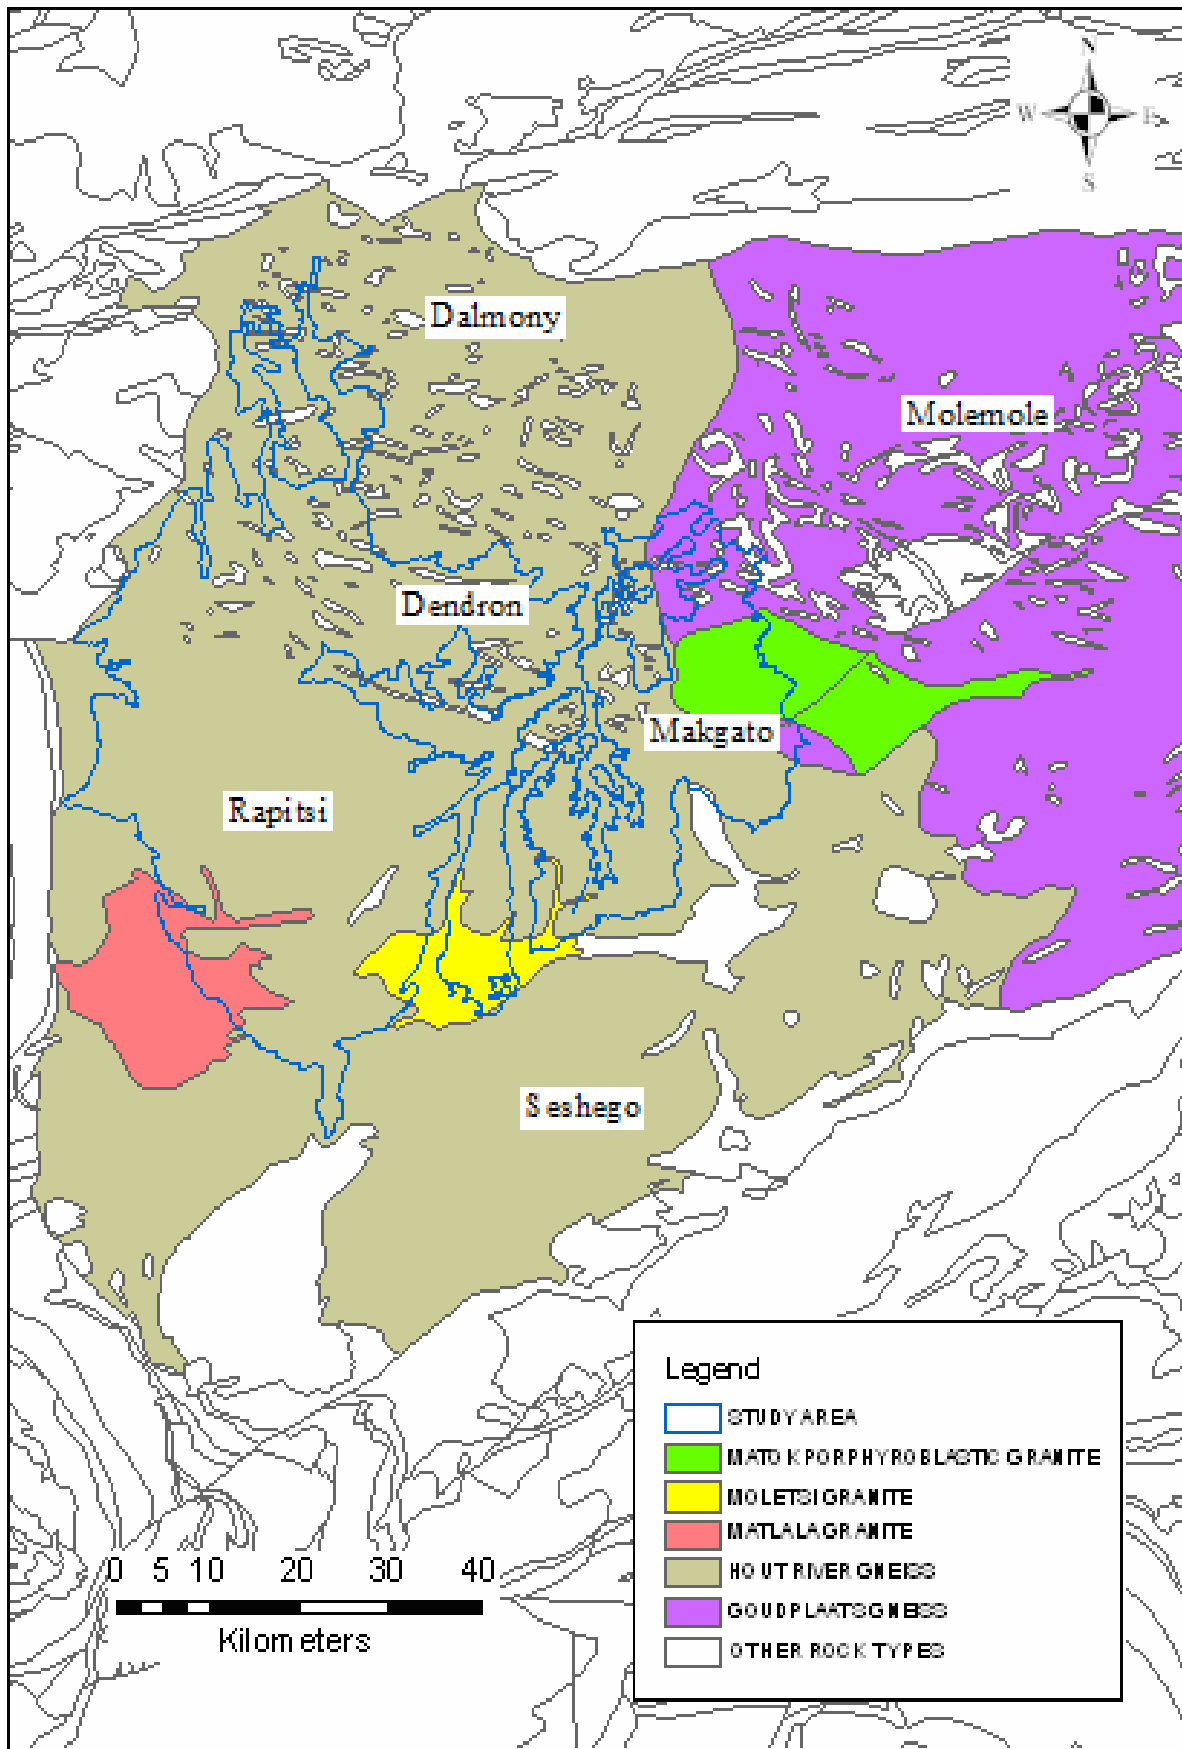 N
W E
S
Dalmony
Molemole
Dendron
Makgato
Rapitsi
Seshego
Legend
STUDY AREA
MATOK PORPHYROBLASTIC GRANITE
MOLETSI GRANITE
MATLALA GRANITE
HOUT RIVER GNEISS
GOUDPLAATS GNEISS
OTHER ROCK TYPES
0 5 10 20 30 40
Kilometers